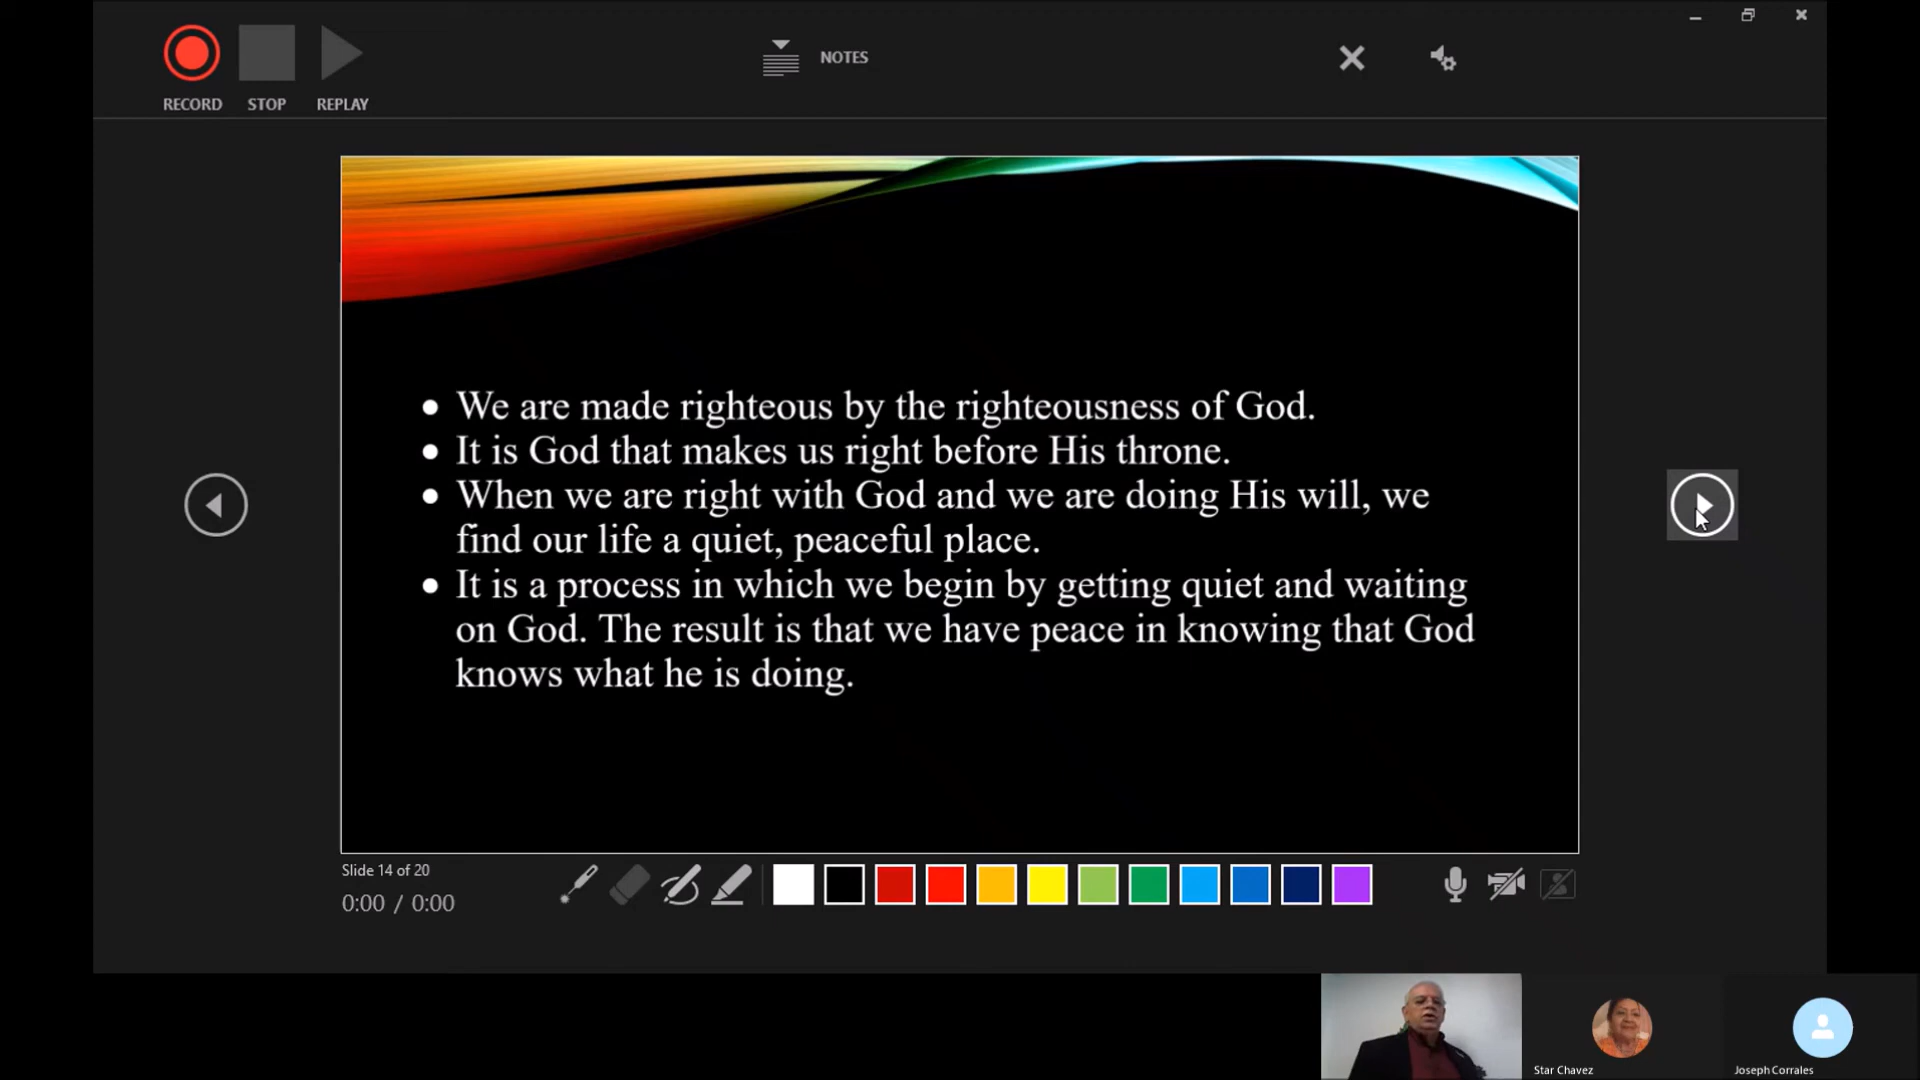 RECORD STOP REPLAY
NOTES
• We are made righteous by the righteousness of God.
• It is God that makes us right before His throne.
• When we are right with God and we are doing His will, we
find our life a quiet, peaceful place.
• It is a process in which we begin by getting quiet and waiting
on God. The result is that we have peace in knowing that God
knows what he is doing.
Slide 14 of 20
0:00 / 0:00
Star Chavez
Joseph Corrales